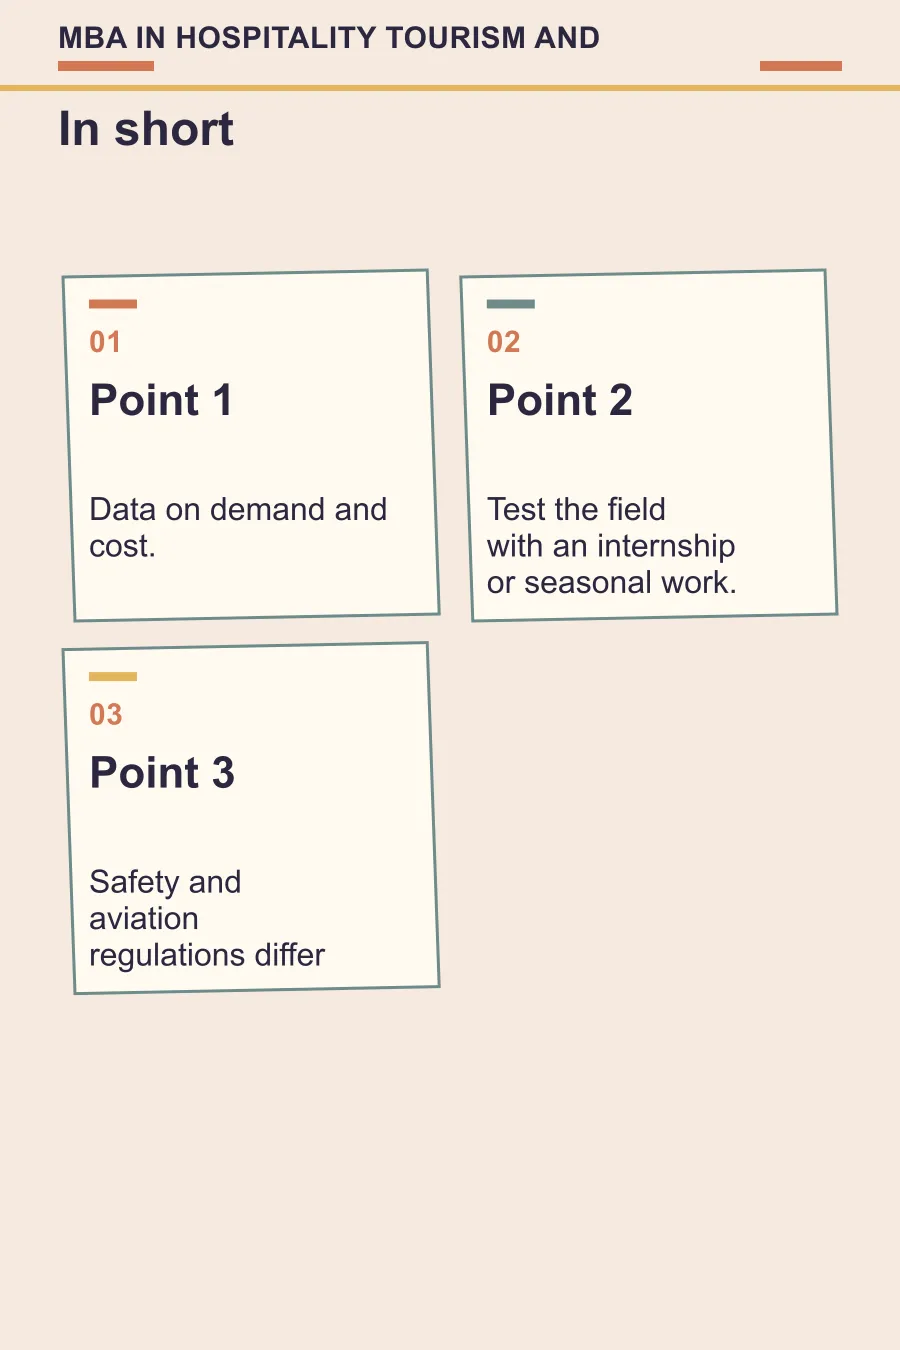 MBA IN HOSPITALITY TOURISM AND
In short
01
Point 1
Data on demand and
cost.
02
Point 2
Test the field
with an internship
or seasonal work.
03
Point 3
Safety and
aviation
regulations differ